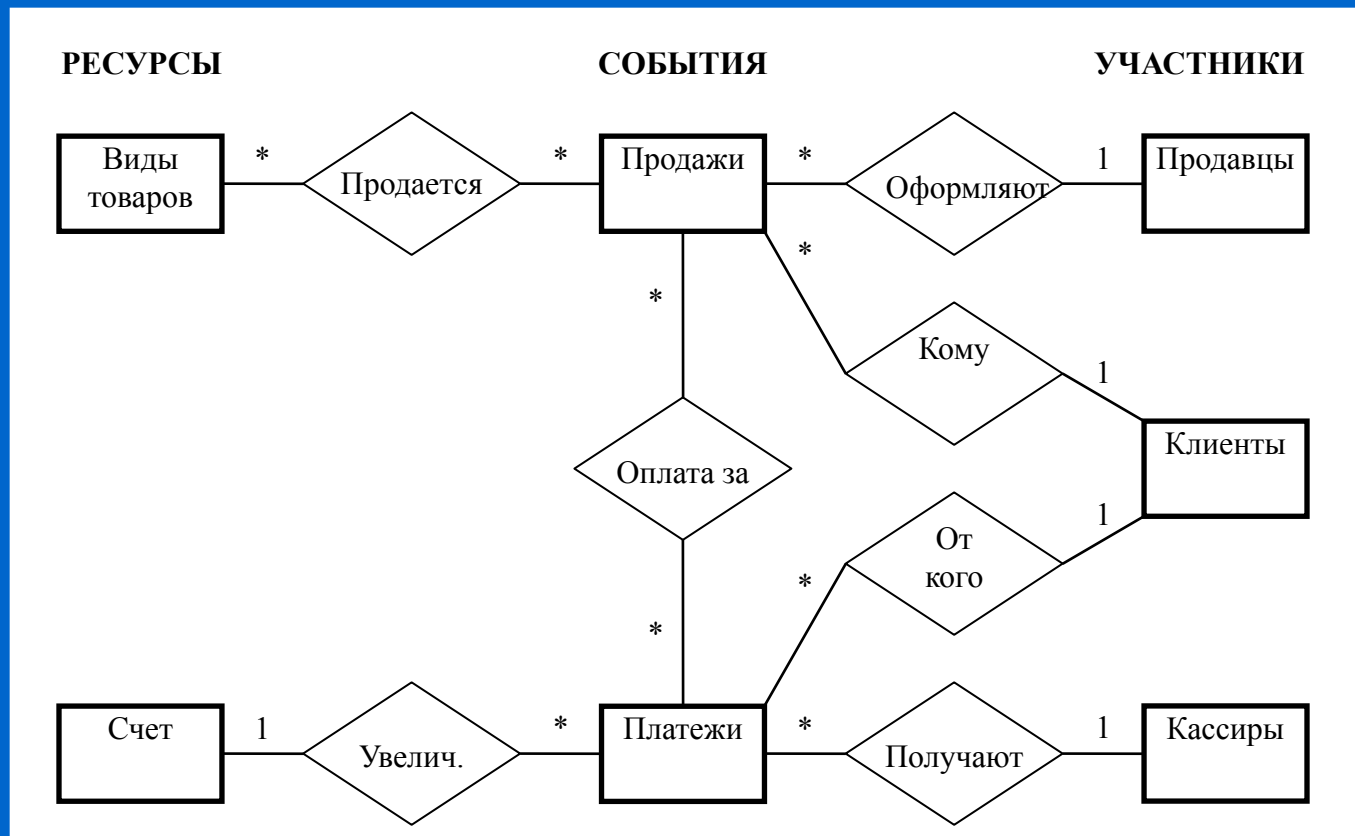 РЕСУРСЫ СОБЫТИЯ УЧАСТНИКИ
Виды
товаров
*
Продается
*
Продажи
*
Оформляют
1
Продавцы
*
*
Кому
1
Клиенты
Оплата за
1
От
кого
*
*
Счет
1
Увелич.
*
Платежи
*
Получают
1
Кассиры